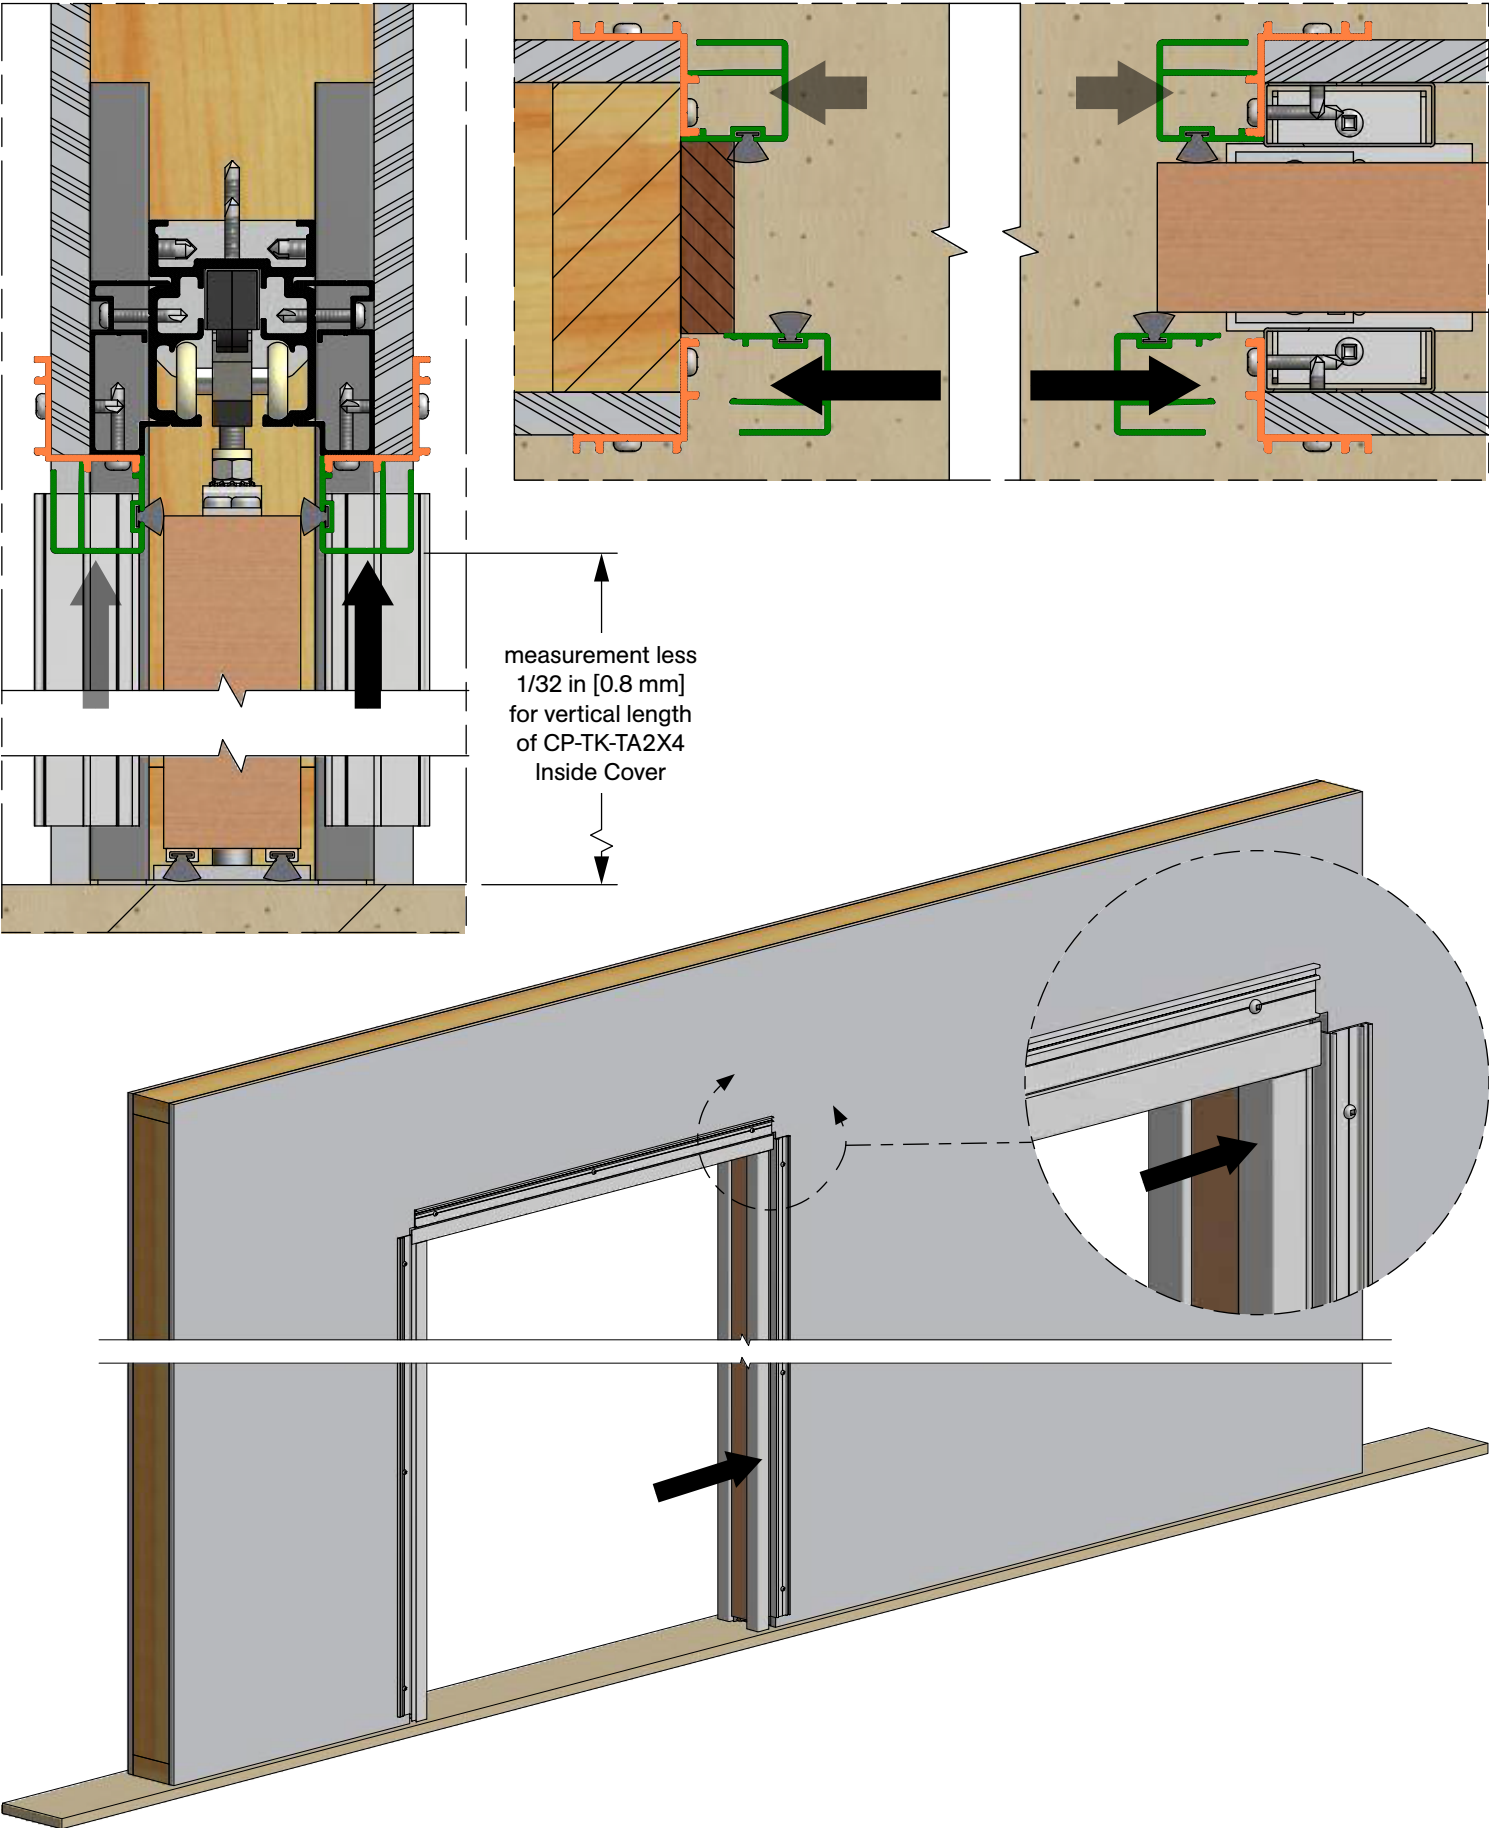 measurement less
1/32 in [0.8 mm]
for vertical length
of CP-TK-TA2X4
Inside Cover